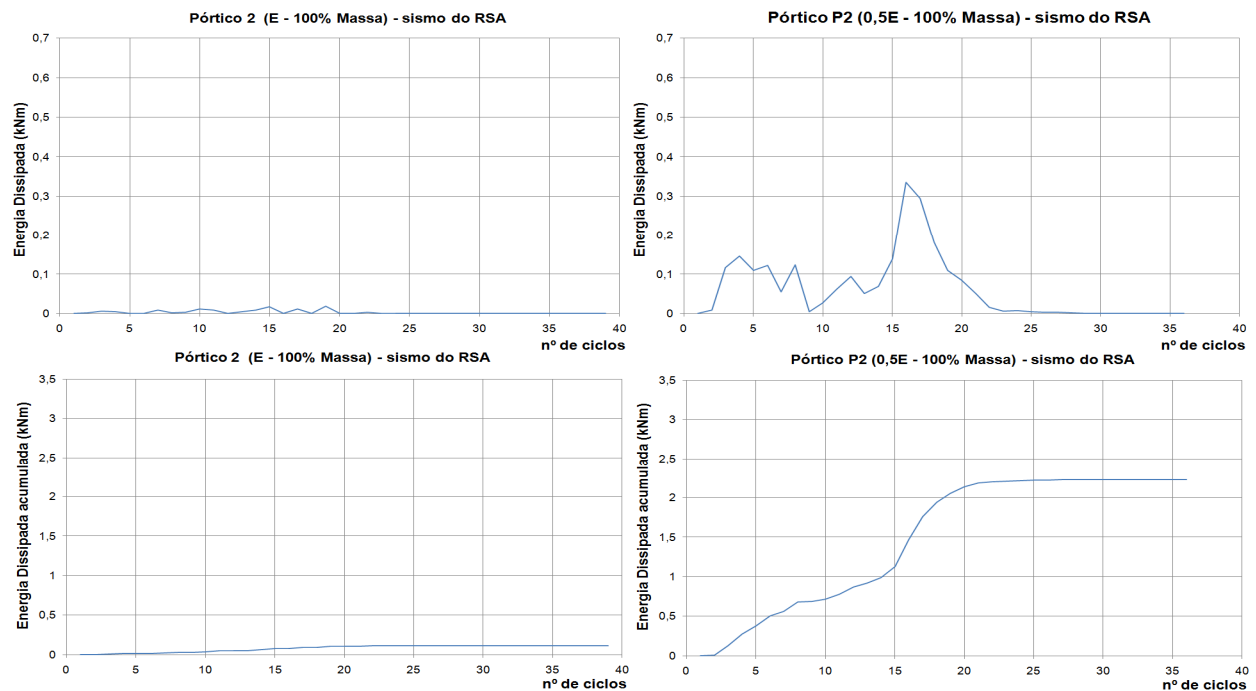 Pórtico 2 (E - 100% Massa) - sismo do RSA
Energia Dissipada (kNm)
0,7
0,6
0,5
0,4
0,3
0,2
0,1
0
0 5 10 15 20 25 30 35 40
nº de ciclos
Pórtico P2 (0,5E - 100% Massa) - sismo do RSA
Energia Dissipada (kNm)
0,7
0,6
0,5
0,4
0,3
0,2
0,1
0
0 5 10 15 20 25 30 35 40
nº de ciclos
Pórtico 2 (E - 100% Massa) - sismo do RSA
Energia Dissipada acumulada (kNm)
3,5
3
2,5
2
1,5
1
0,5
0
0 5 10 15 20 25 30 35 40
nº de ciclos
Pórtico P2 (0,5E - 100% Massa) - sismo do RSA
Energia Dissipada acumulada (kNm)
3,5
3
2,5
2
1,5
1
0,5
0
0 5 10 15 20 25 30 35 40
nº de ciclos